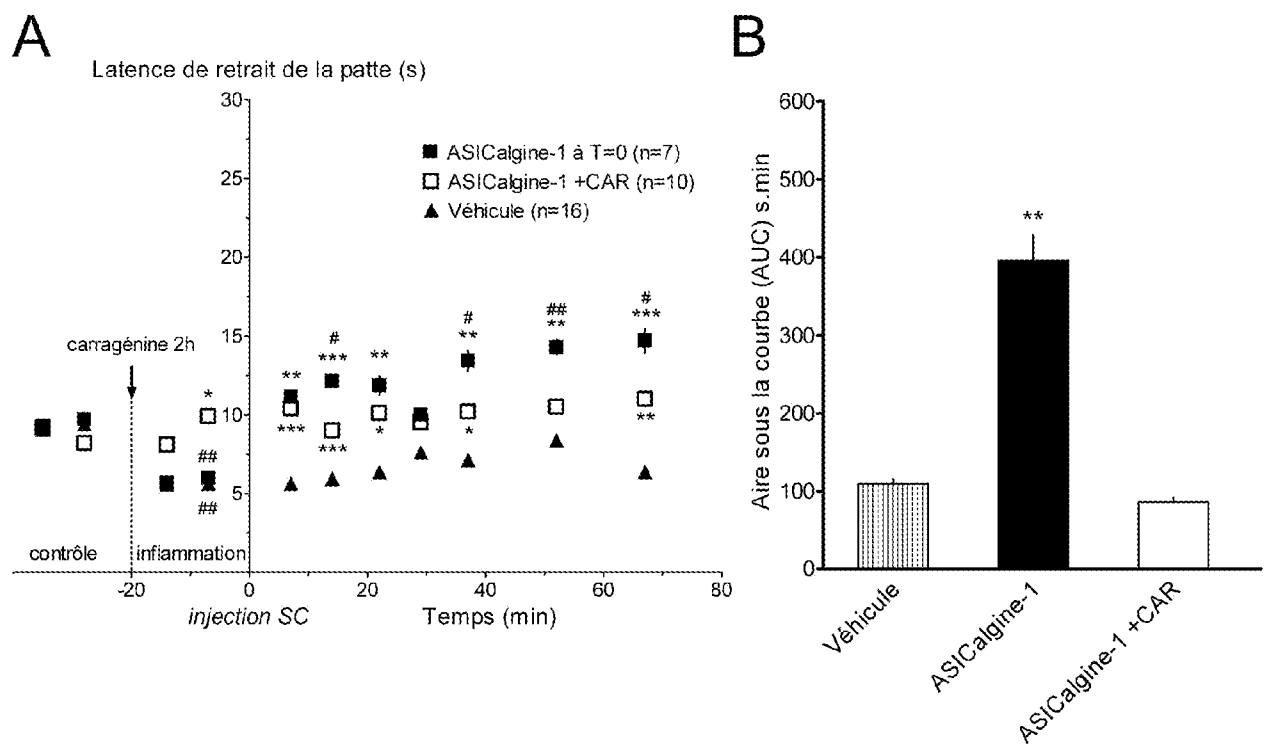 A
Latence de retrait de la patte (s)
30
25
20
15
10
5
ASICalgine-1 à T=0 (n=7)
ASICalgine-1 +CAR (n=10)
Véhicule (n=16)
carragénine 2h
*
##
##
**
***
#
***
***
**
*
#
**
*
##
**
#
***
**
contrôle
inflammation
-20
0
20
40
60
80
injection SC
Temps (min)
B
Aire sous la courbe (AUC) s.min
600
500
400
300
200
100
0
**
Véhicule
ASICalgine-1
ASICalgine-1 +CAR